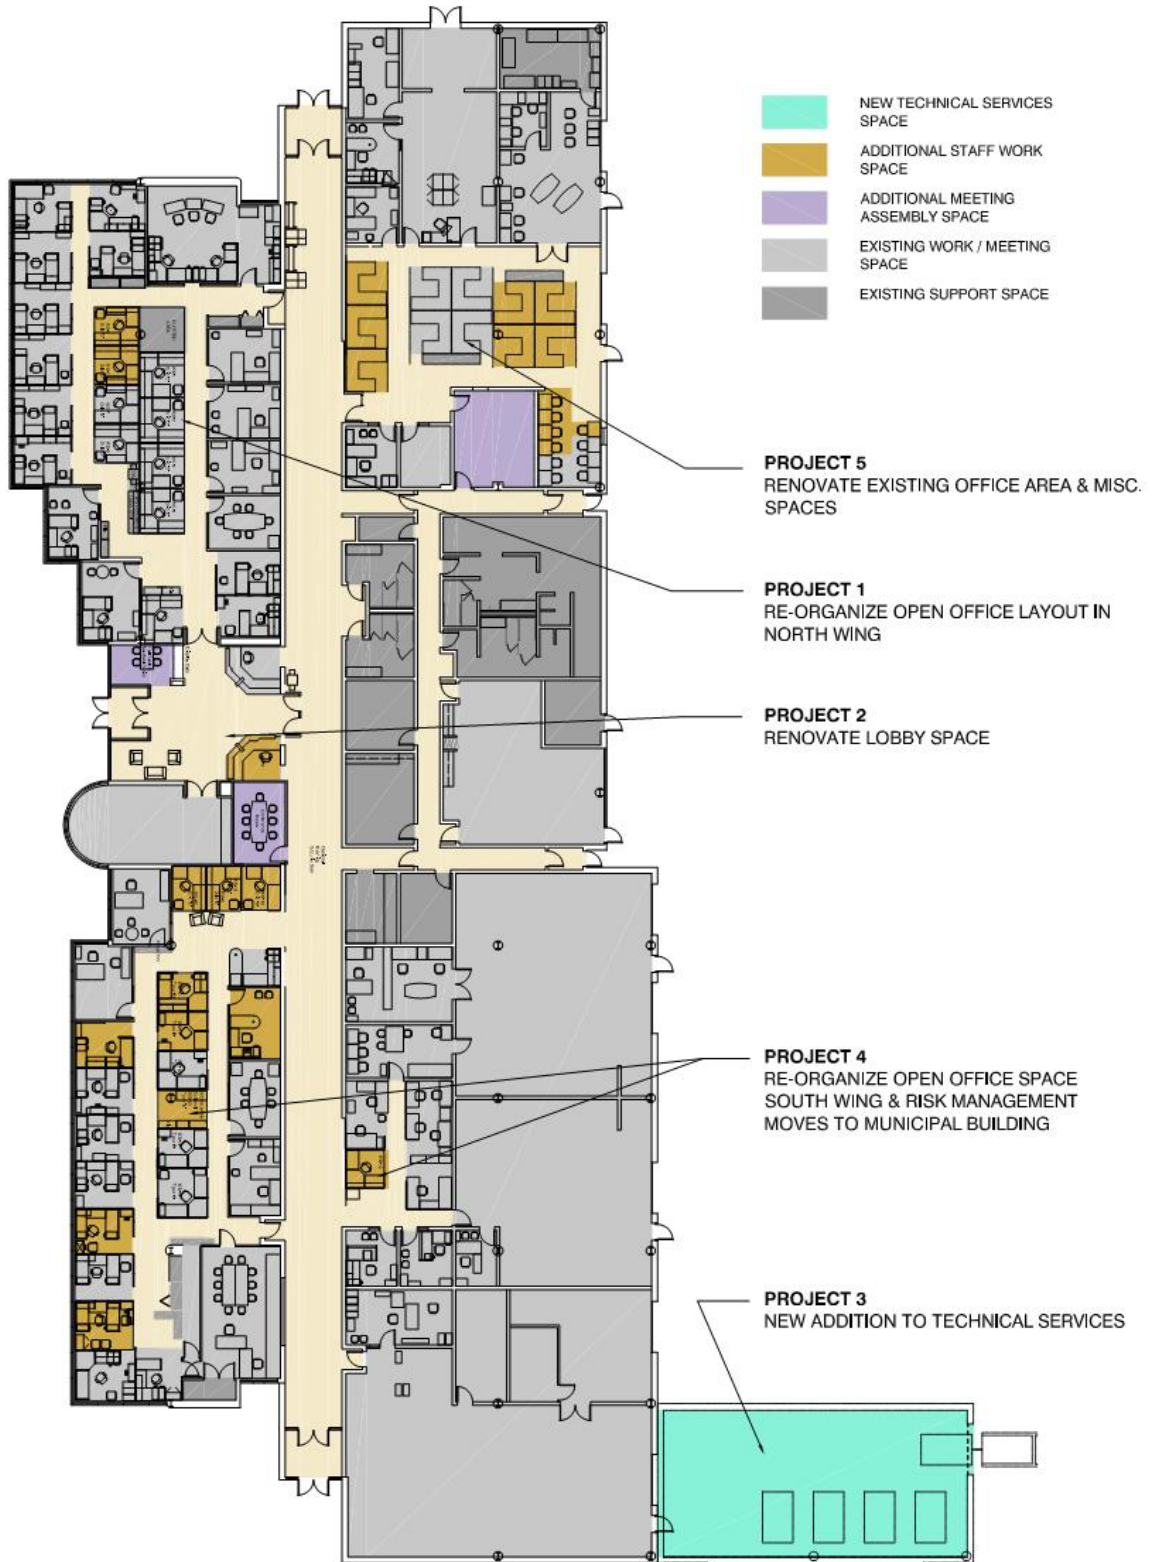 NEW TECHNICAL SERVICES
SPACE
ADDITIONAL STAFF WORK
SPACE
ADDITIONAL MEETING
ASSEMBLY SPACE
EXISTING WORK / MEETING
SPACE
EXISTING SUPPORT SPACE
PROJECT 5
RENOVATE EXISTING OFFICE AREA & MISC.
SPACES
PROJECT 1
RE-ORGANIZE OPEN OFFICE LAYOUT IN
NORTH WING
PROJECT 2
RENOVATE LOBBY SPACE
PROJECT 4
RE-ORGANIZE OPEN OFFICE SPACE
SOUTH WING & RISK MANAGEMENT
MOVES TO MUNICIPAL BUILDING
PROJECT 3
NEW ADDITION TO TECHNICAL SERVICES